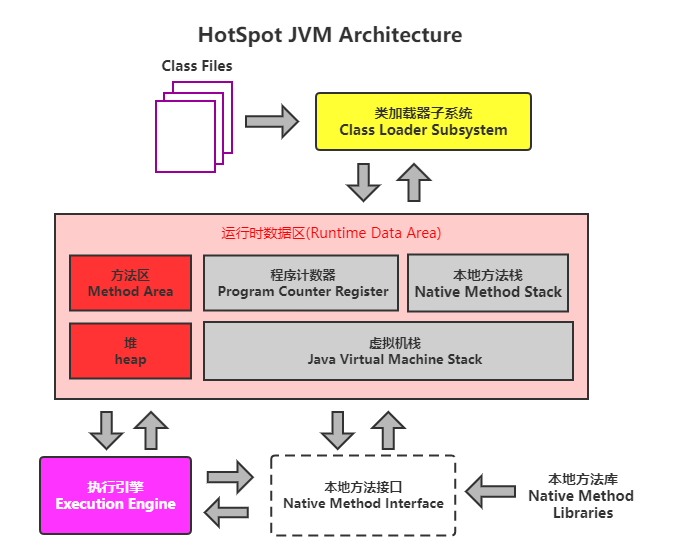 HotSpot JVM Architecture
Class Files
类加载器子系统
Class Loader Subsystem
运行时数据区(Runtime Data Area)
方法区
Method Area
程序计数器
Program Counter Register
本地方法栈
Native Method Stack
堆
heap
虚拟机栈
Java Virtual Machine Stack
执行引擎
Execution Engine
本地方法接口
Native Method Interface
本地方法库
Native Method
Libraries